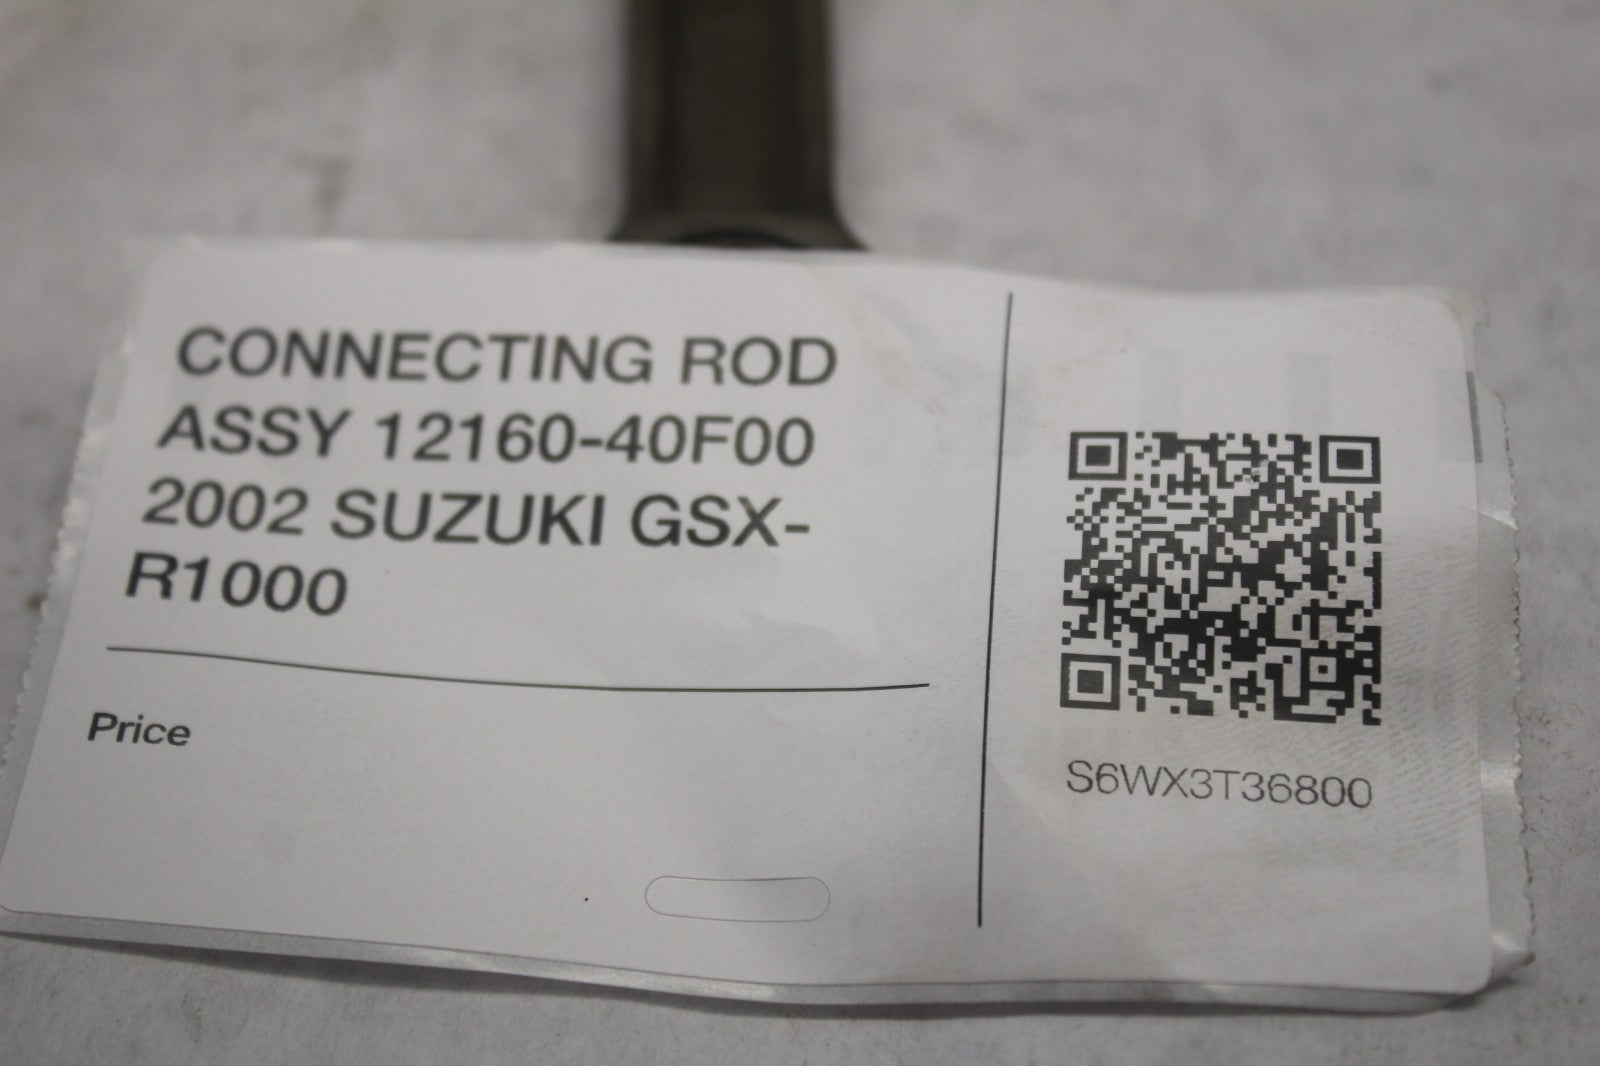 CONNECTING ROD
ASSY 12160-40F00
2002 SUZUKI GSX-
R1000
Price
S6WX3T36800